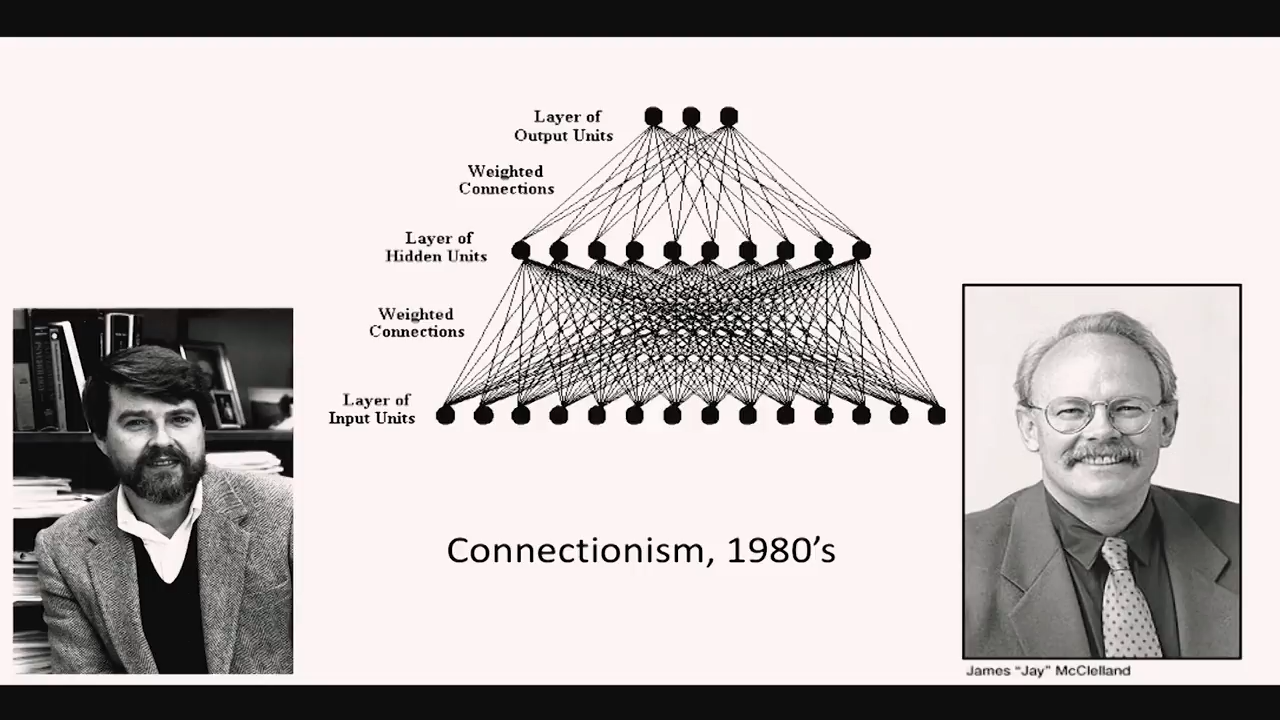 Layer of
Output Units
Weighted
Connections
Layer of
Hidden Units
Weighted
Connections
Layer of
Input Units
Connectionism, 1980’s
James “Jay” McClelland